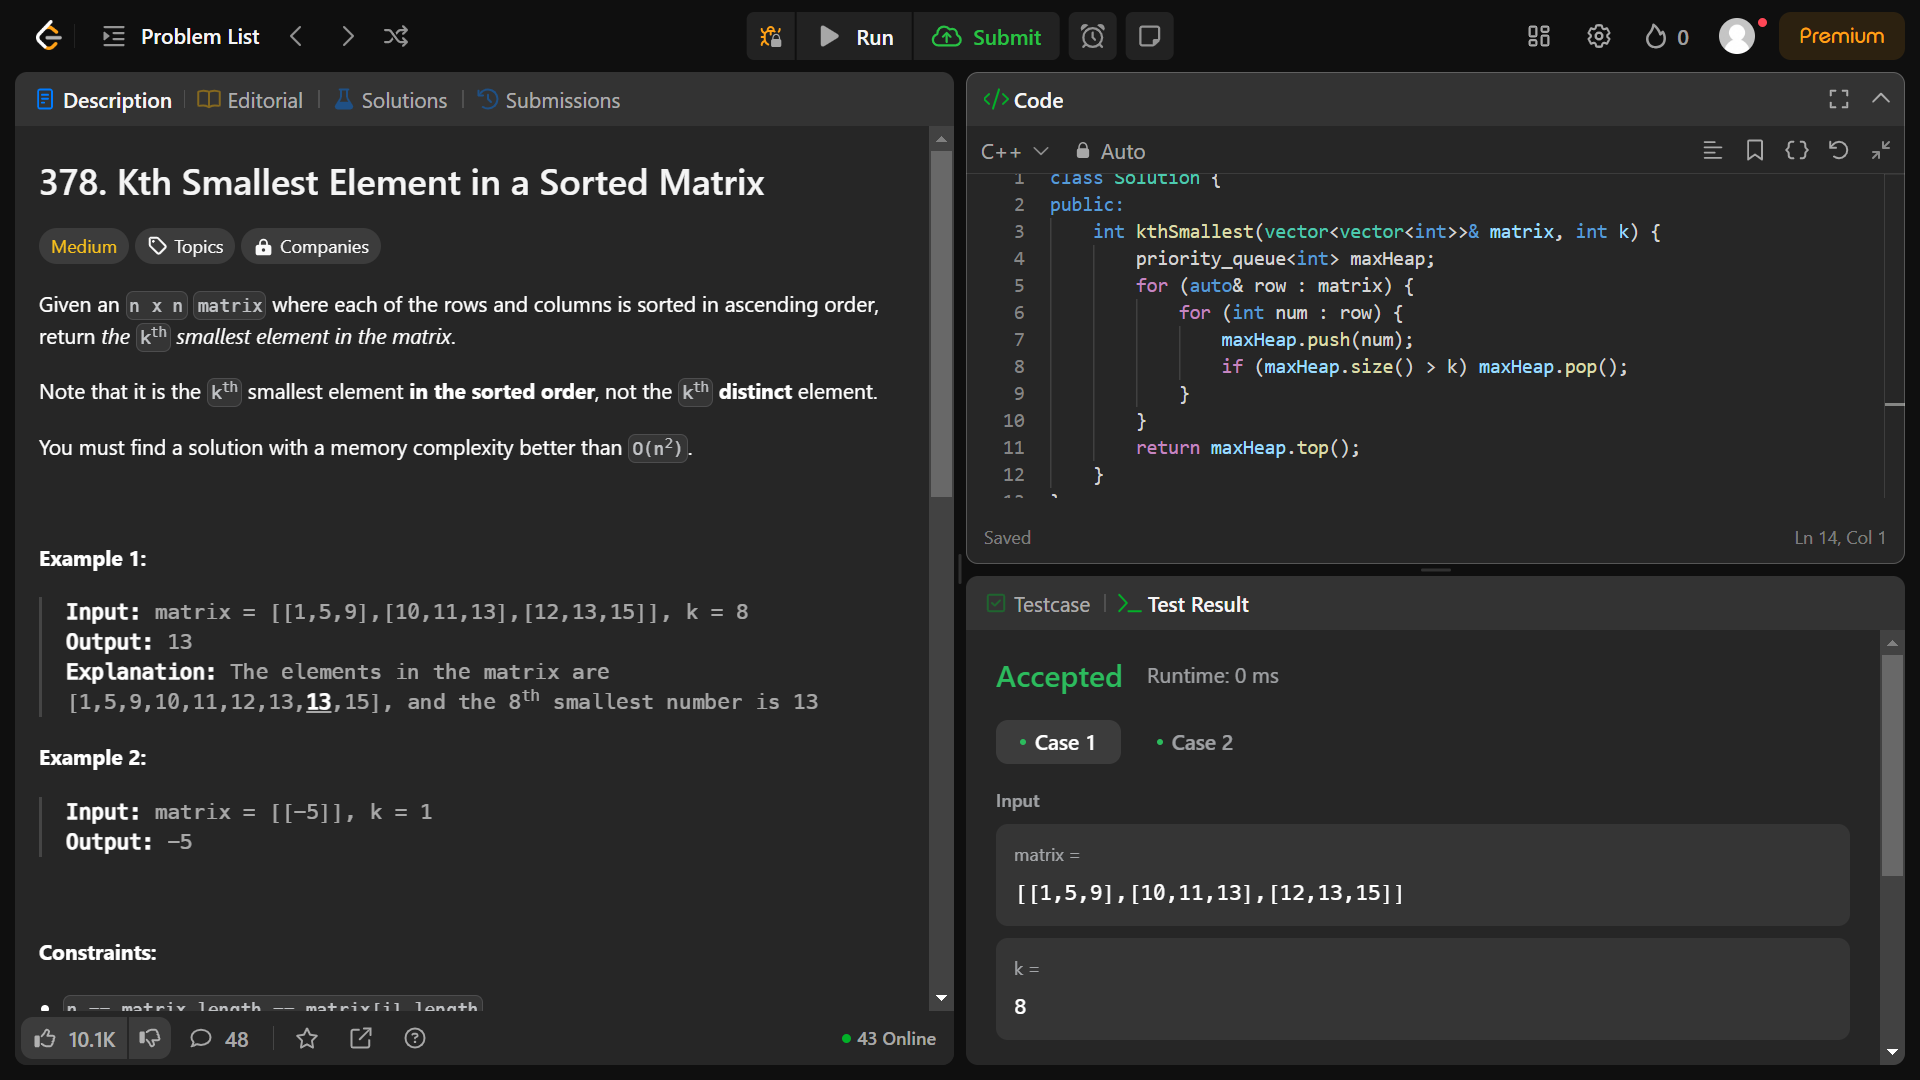 Problem List
Run
Submit
0
Premium
Description
Editorial
Solutions
Submissions
378. Kth Smallest Element in a Sorted Matrix
Medium
Topics
Companies
Given an n x n matrix where each of the rows and columns is sorted in ascending order,
return the kth smallest element in the matrix.
Note that it is the kth smallest element in the sorted order, not the kth distinct element.
You must find a solution with a memory complexity better than O(n2).
Example 1:
Input: matrix = [[1,5,9],[10,11,13],[12,13,15]], k = 8
Output: 13
Explanation: The elements in the matrix are
[1,5,9,10,11,12,13,13,15], and the 8th smallest number is 13
Example 2:
Input: matrix = [[-5]], k = 1
Output: -5
Constraints:
n == matrix.length == matrix[i].length
10.1K
48
43 Online
</> Code
C++
Auto
1 class Solution {
2 public:
3 int kthSmallest(vector<vector<int>>& matrix, int k) {
4 priority_queue<int> maxHeap;
5 for (auto& row : matrix) {
6 for (int num : row) {
7 maxHeap.push(num);
8 if (maxHeap.size() > k) maxHeap.pop();
9 }
10 }
11 return maxHeap.top();
12 }
Saved
Ln 14, Col 1
Testcase
Test Result
Accepted
Runtime: 0 ms
Case 1
Case 2
Input
matrix =
[[1,5,9],[10,11,13],[12,13,15]]
k =
8